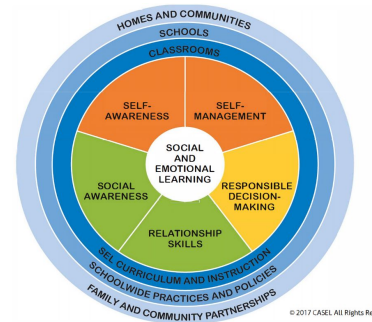 HOMES AND COMMUNITIES
SCHOOLS
CLASSROOMS
SELF-
AWARENESS
SELF-
MANAGEMENT
SOCIAL
AND
EMOTIONAL
LEARNING
SOCIAL
AWARENESS
RESPONSIBLE
DECISION-
MAKING
RELATIONSHIP
SKILLS
SEL CURRICULUM AND INSTRUCTION
SCHOOLWIDE PRACTICES AND POLICIES
FAMILY AND COMMUNITY PARTNERSHIPS
© 2017 CASEL All Rights Re